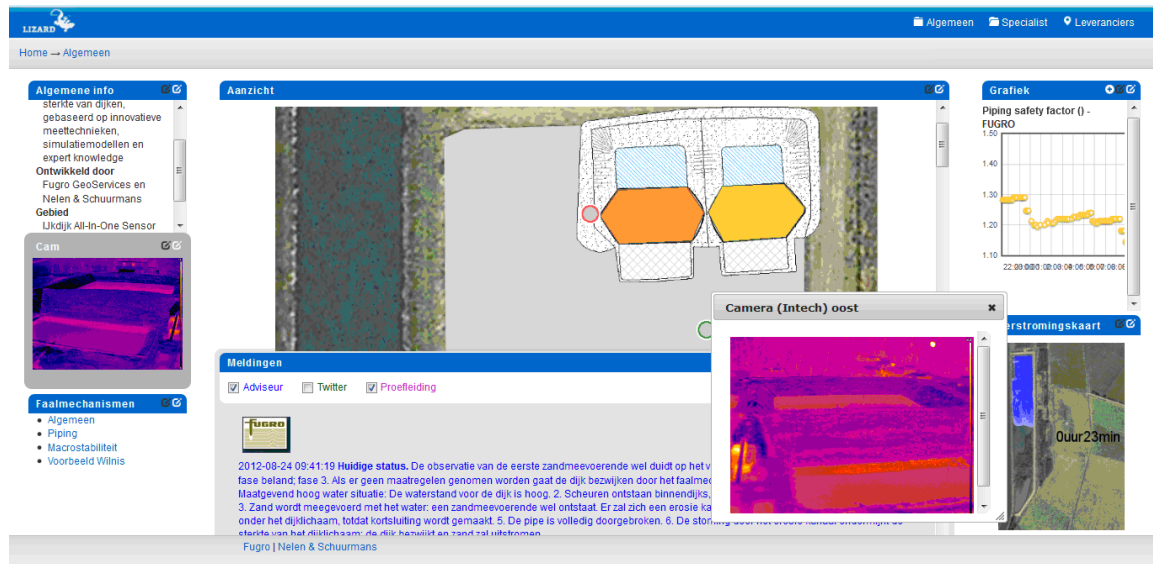 LIZARD
Algemeen Specialist Leveranciers
Home → Algemeen
Algemene info
sterkte van dijken,
gebaseerd op innovatieve
meettechnieken,
simulatiemodellen en
expert knowledge
Ontwikkeld door
Fugro GeoServices en
Nelen & Schuurmans
Gebied
IJkdijk All-In-One Sensor
Cam
Faalmechanismen
Algemeen
Piping
Macrostabiliteit
Voorbeeld Wilnis
Aanzicht
Meldingen
Adviseur Twitter Proefleiding
FUGRO
2012-08-24 09:41:19 Huidige status. De observatie van de eerste zandmeevoerende wel duidt op het v
fase beland; fase 3. Als er geen maatregelen genomen worden gaat de dijk bezwijken door het faalmec
Maatgevend hoog water situatie: De waterstand voor de dijk is hoog. 2. Scheuren ontstaan binnendijks,
3. Zand wordt meegevoerd met het water: een zandmeevoerende wel ontstaat. Er zal zich een erosie ka
onder het dijklichaam, totdat kortsluiting wordt gemaakt. 5. De pipe is volledig doorgebroken. 6. De stroming door het erosie kanaal ondermijnt de
sterkte van het dijklichaam: de dijk bezwijkt en zand zal uitstromen
Camera (Intech) oost
Grafiek
Piping safety factor () -
FUGRO
1.50
1.40
1.30
1.20
1.10
erstromingskaart
0uur23min
Fugro | Nelen & Schuurmans